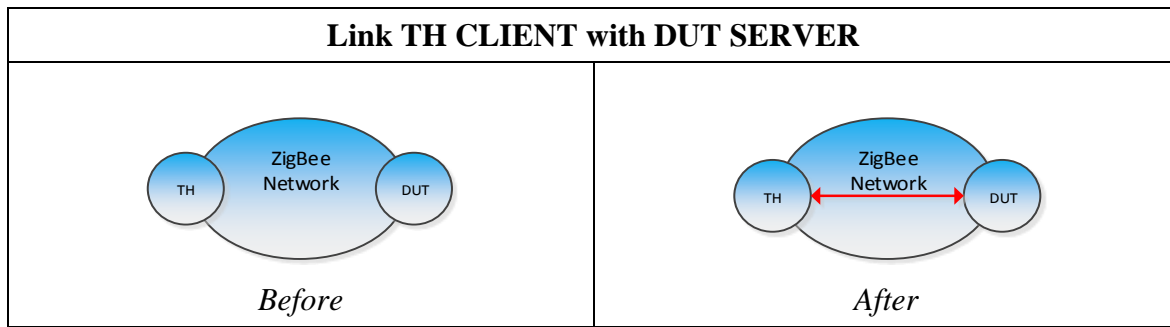 Link TH CLIENT with DUT SERVER
ZigBee
Network
TH
DUT
Before
ZigBee
Network
TH
DUT
After